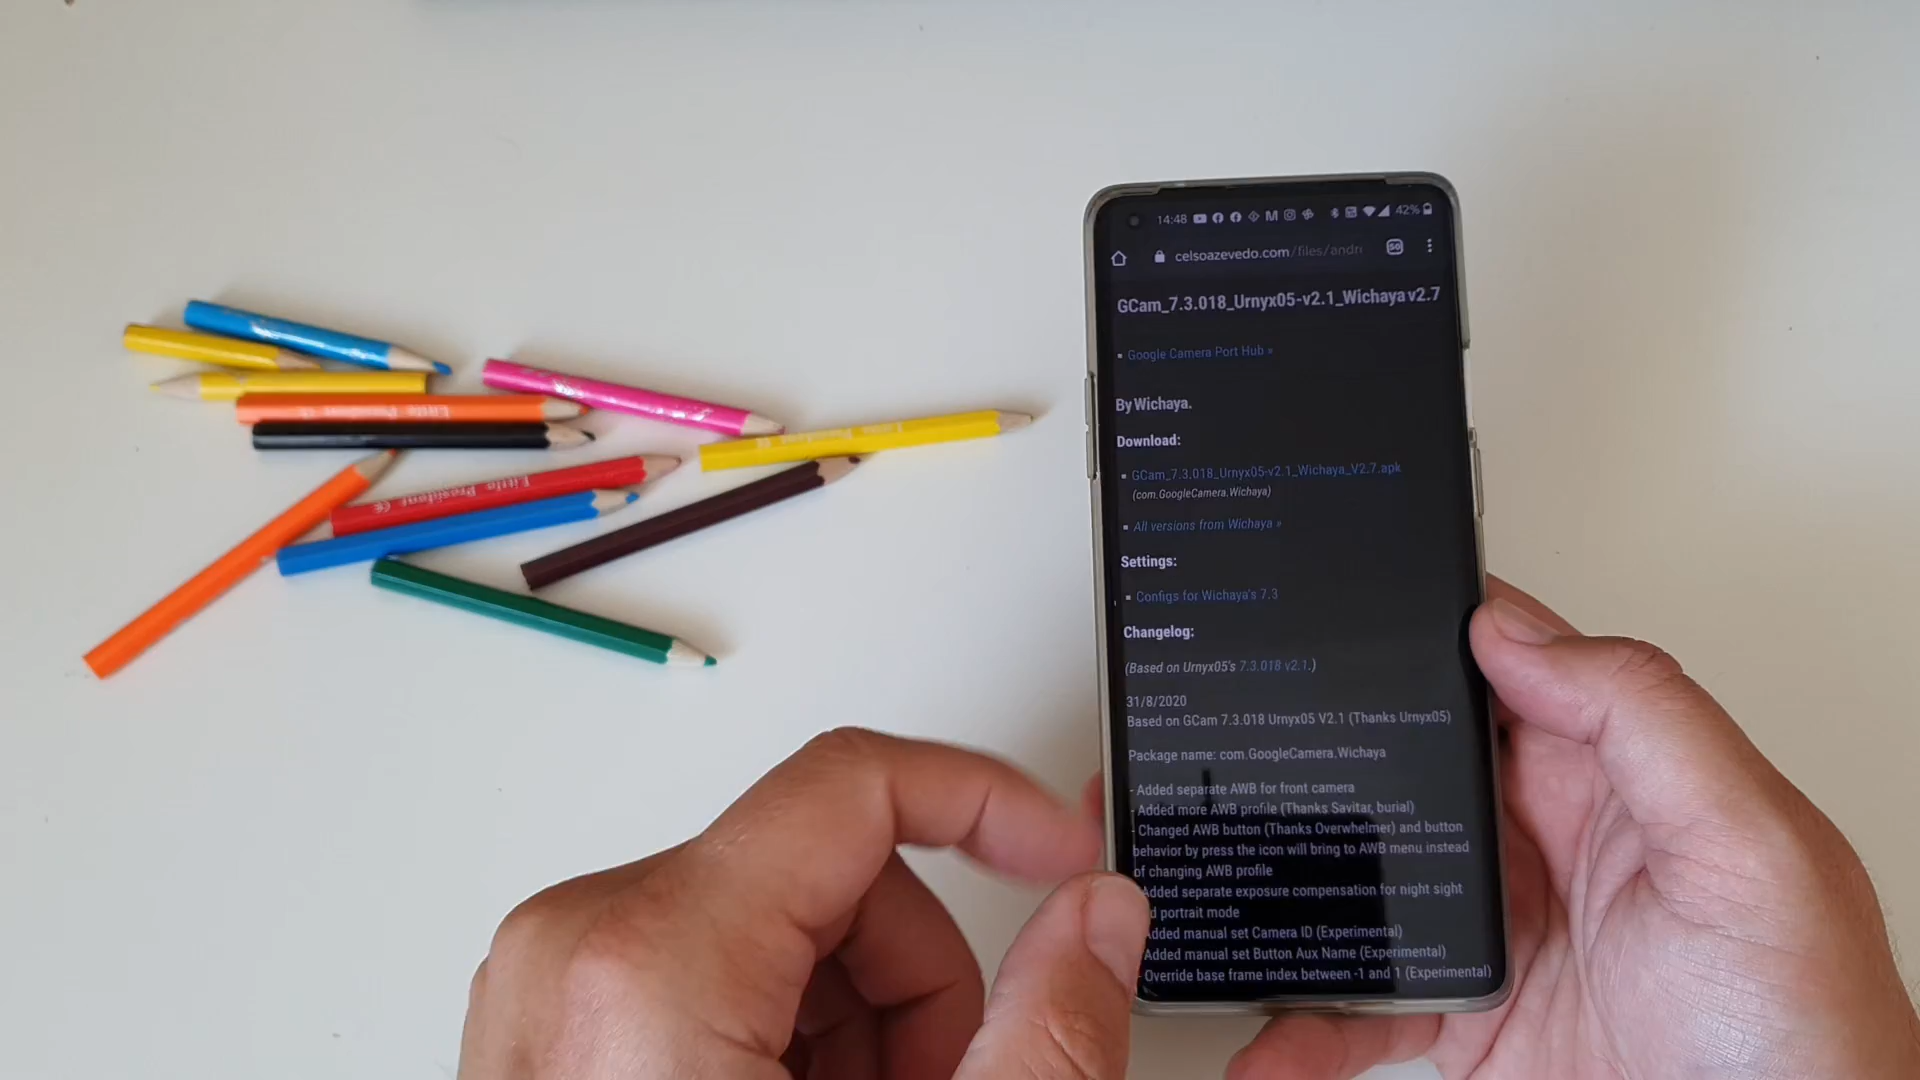 14:48
42%
celsoazevedo.com/files/andr
50
GCam_7.3.018_Urnyx05-v2.1_Wichaya v2.7
Google Camera Port Hub »
By Wichaya.
Download:
GCam_7.3.018_Urnyx05-v2.1_Wichaya_V2.7.apk
(com.GoogleCamera.Wichaya)
All versions from Wichaya »
Settings:
Configs for Wichaya's 7.3
Changelog:
(Based on Urnyx05's 7.3.018 v2.1.)
31/8/2020
Based on GCam 7.3.018 Urnyx05 V2.1 (Thanks Urnyx05)
Package name: com.GoogleCamera.Wichaya
- Added separate AWB for front camera
- Added more AWB profile (Thanks Savitar, burial)
- Changed AWB button (Thanks Overwhelmer) and button
behavior by press the icon will bring to AWB menu instead
of changing AWB profile
Added separate exposure compensation for night sight
d portrait mode
Added manual set Camera ID (Experimental)
Added manual set Button Aux Name (Experimental)
- Override base frame index between -1 and 1 (Experimental)
Little
Little